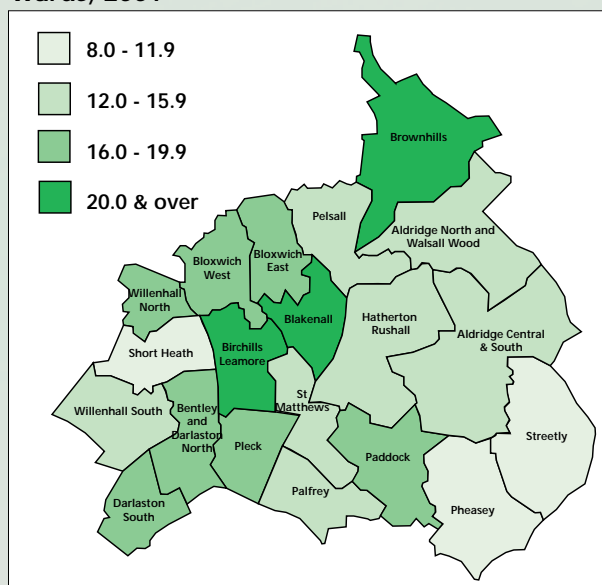 8.0 - 11.9
12.0 - 15.9
16.0 - 19.9
20.0 & over
Brownhills
Pelsall
Aldridge North and
Walsall Wood
Bloxwich
West
Bloxwich
East
Willenhall
North
Blakenall
Hatherton
Rushall
Aldridge Central
& South
Short Heath
Birchills
Leamore
St
Matthews
Willenhall South
Bentley
and
Darlaston
North
Streetly
Pleck
Paddock
Palfrey
Darlaston
South
Pheasey